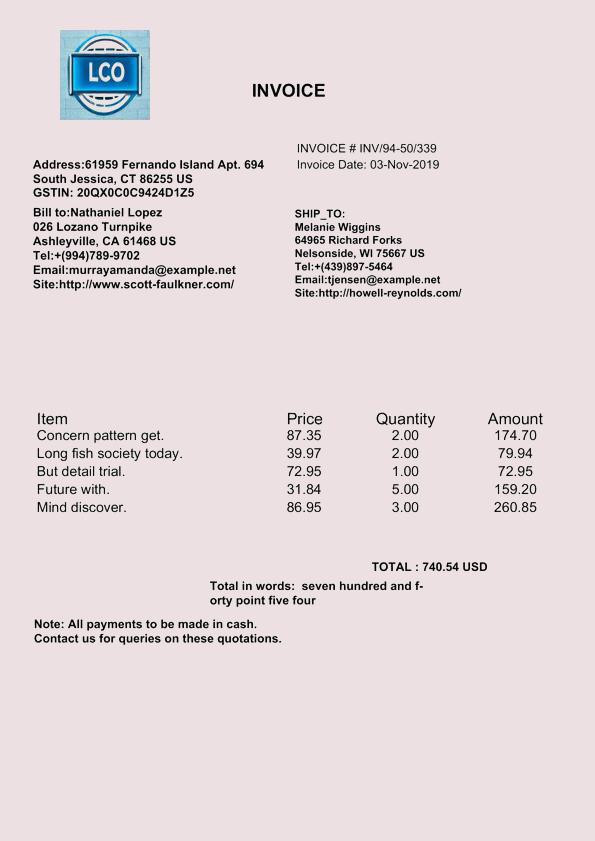 LCO
INVOICE
INVOICE # INV/94-50/339
Invoice Date: 03-Nov-2019
Address:61959 Fernando Island Apt. 694
South Jessica, CT 86255 US
GSTIN: 20QX0C0C9424D1Z5
Bill to:Nathaniel Lopez
026 Lozano Turnpike
Ashleyville, CA 61468 US
Tel:+(994)789-9702
Email:murrayamanda@example.net
Site:http://www.scott-faulkner.com/
SHIP_TO:
Melanie Wiggins
64965 Richard Forks
Nelsonside, WI 75667 US
Tel:+(439)897-5464
Email:tjensen@example.net
Site:http://howell-reynolds.com/
Item Price Quantity Amount
Concern pattern get. 87.35 2.00 174.70
Long fish society today. 39.97 2.00 79.94
But detail trial. 72.95 1.00 72.95
Future with. 31.84 5.00 159.20
Mind discover. 86.95 3.00 260.85
TOTAL : 740.54 USD
Total in words:  seven hundred and f-
orty point five four
Note: All payments to be made in cash.
Contact us for queries on these quotations.